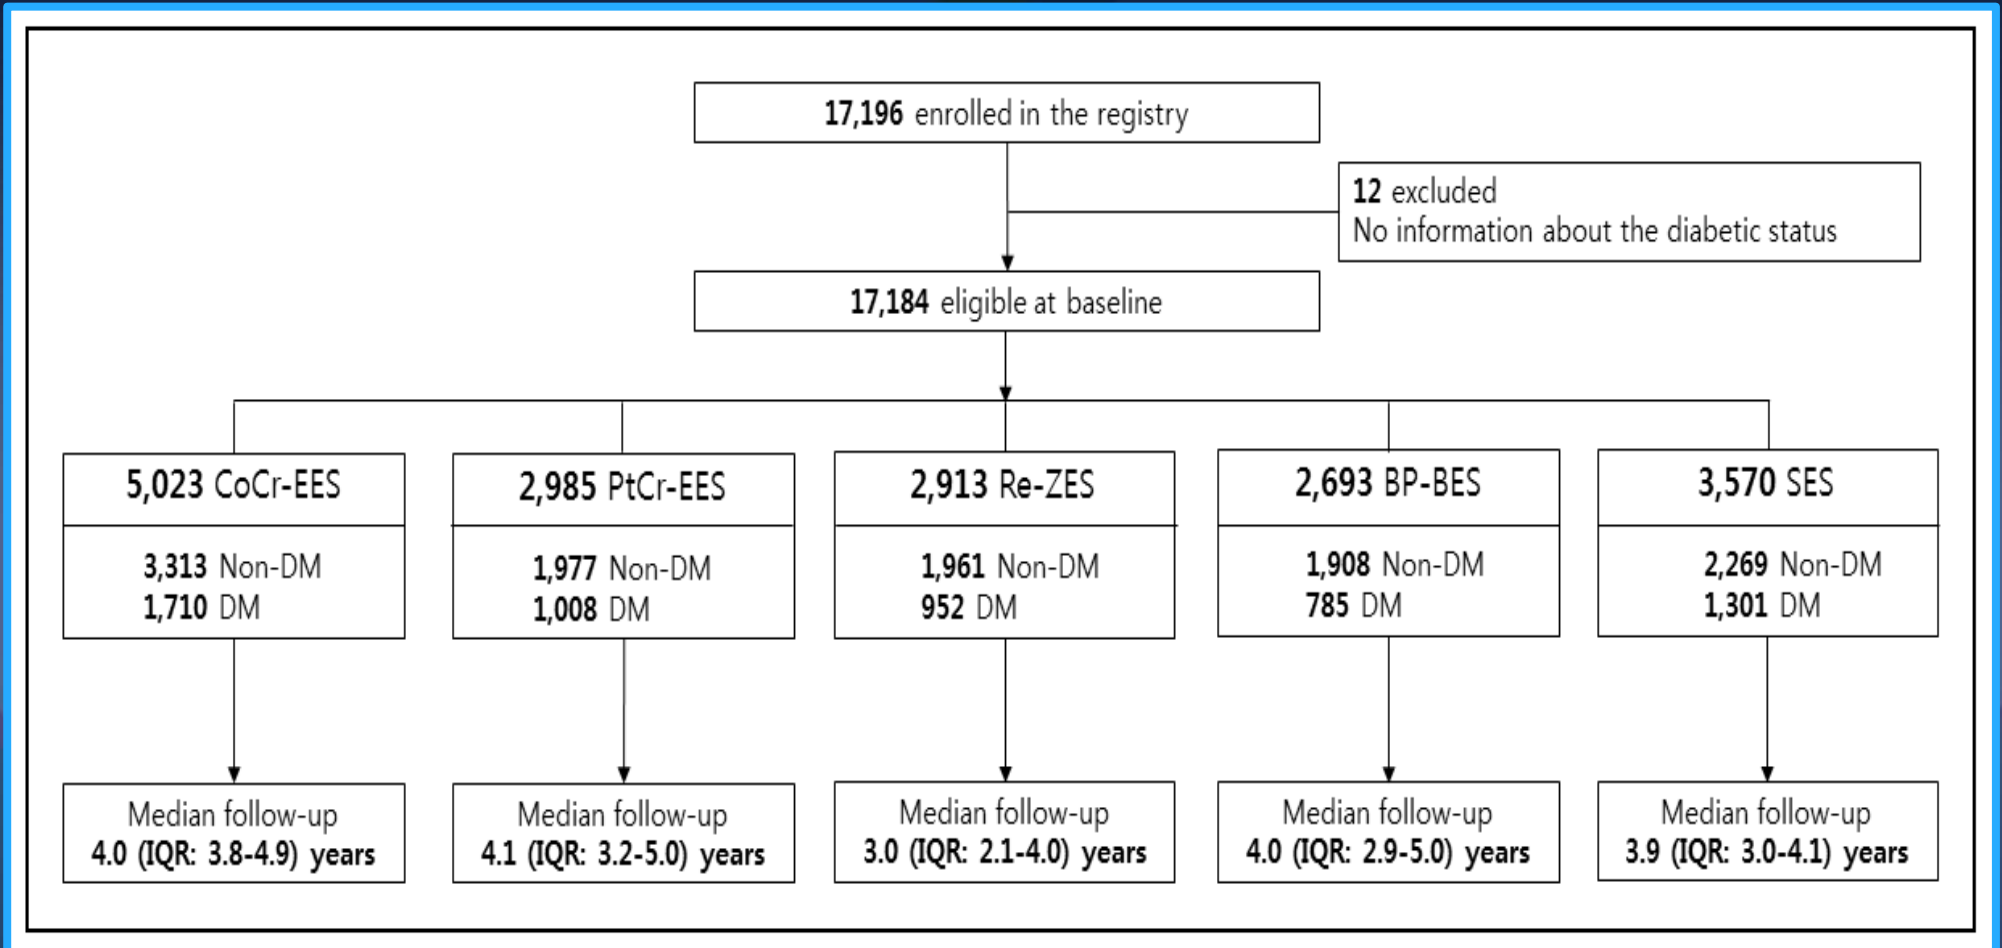 17,196 enrolled in the registry
12 excluded
No information about the diabetic status
17,184 eligible at baseline
5,023 CoCr-EES
3,313 Non-DM
1,710 DM
2,985 PtCr-EES
1,977 Non-DM
1,008 DM
2,913 Re-ZES
1,961 Non-DM
952 DM
2,693 BP-BES
1,908 Non-DM
785 DM
3,570 SES
2,269 Non-DM
1,301 DM
Median follow-up
4.0 (IQR: 3.8-4.9) years
Median follow-up
4.1 (IQR: 3.2-5.0) years
Median follow-up
3.0 (IQR: 2.1-4.0) years
Median follow-up
4.0 (IQR: 2.9-5.0) years
Median follow-up
3.9 (IQR: 3.0-4.1) years